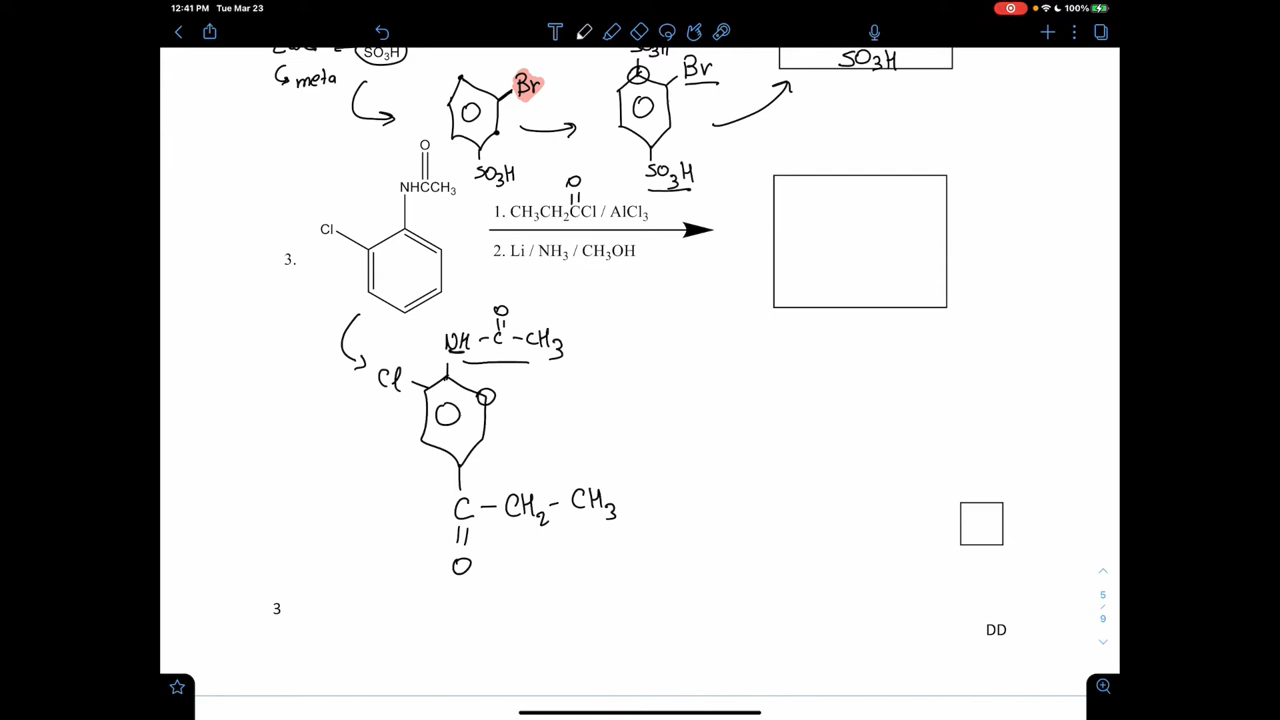 12:41 PM Tue Mar 23
100%
SO₃H
↳ meta
Br
SO₃H
SO₃H
Br
SO₃H
SO₃H
O
NHCCH₃
Cl
3.
O
1. CH₃CH₂CCl / AlCl₃
2. Li / NH₃ / CH₃OH
O
NH - C - CH₃
Cl
C - CH₂ - CH₃
O
3
DD
5
/
9